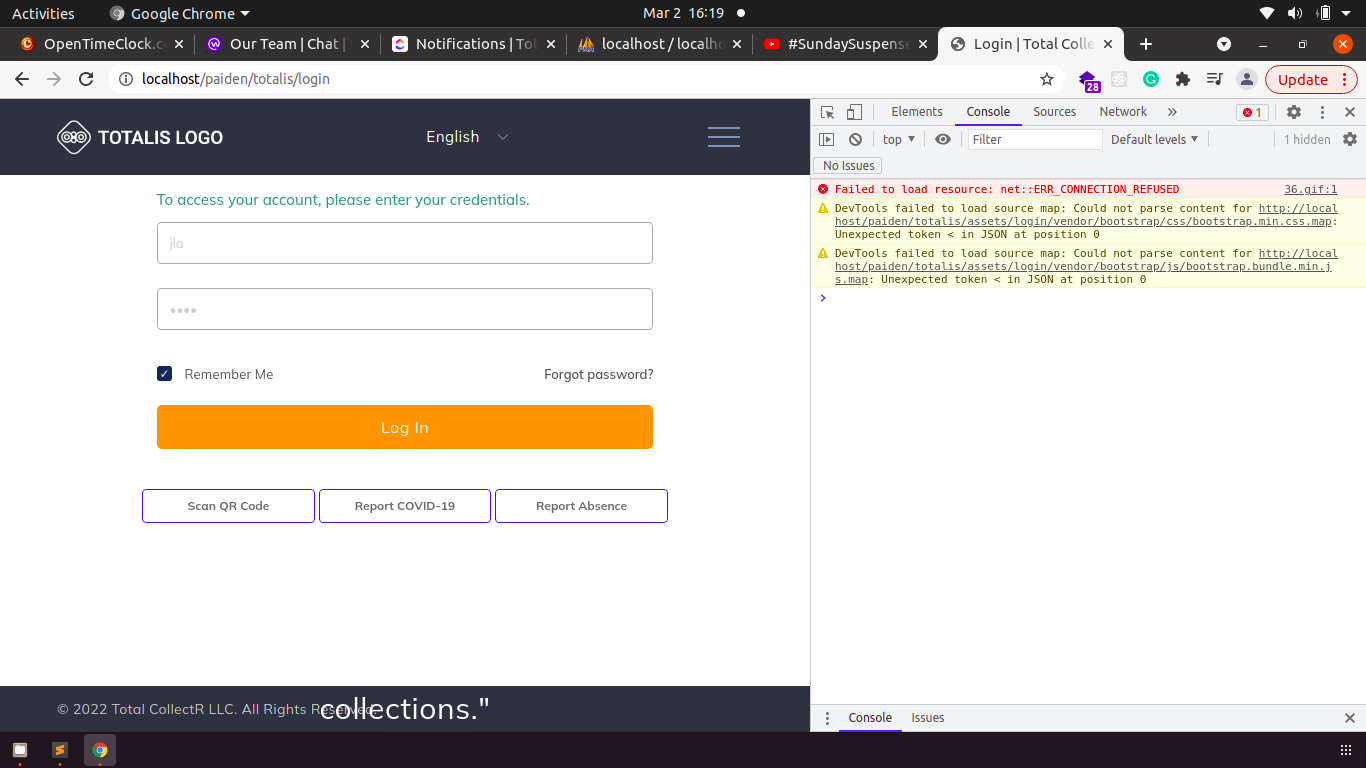 Activities Google Chrome Mar 2 16:19
OpenTimeClock.c Our Team | Chat | Notifications | Tot localhost / localho #SundaySuspense Login | Total Colle
localhost/paiden/totalis/login 28 Update
TOTALIS LOGO English
To access your account, please enter your credentials.
jla
••••
✓ Remember Me Forgot password?
Log In
Scan QR Code Report COVID-19 Report Absence
© 2022 Total CollectR LLC. All Rights Reserved.
collections."
Elements Console Sources Network » 1
top Filter Default levels 1 hidden
No Issues
Failed to load resource: net::ERR_CONNECTION_REFUSED 36.gif:1
DevTools failed to load source map: Could not parse content for http://local
host/paiden/totalis/assets/login/vendor/bootstrap/css/bootstrap.min.css.map:
Unexpected token < in JSON at position 0
DevTools failed to load source map: Could not parse content for http://local
host/paiden/totalis/assets/login/vendor/bootstrap/js/bootstrap.bundle.min.j
s.map: Unexpected token < in JSON at position 0
Console Issues